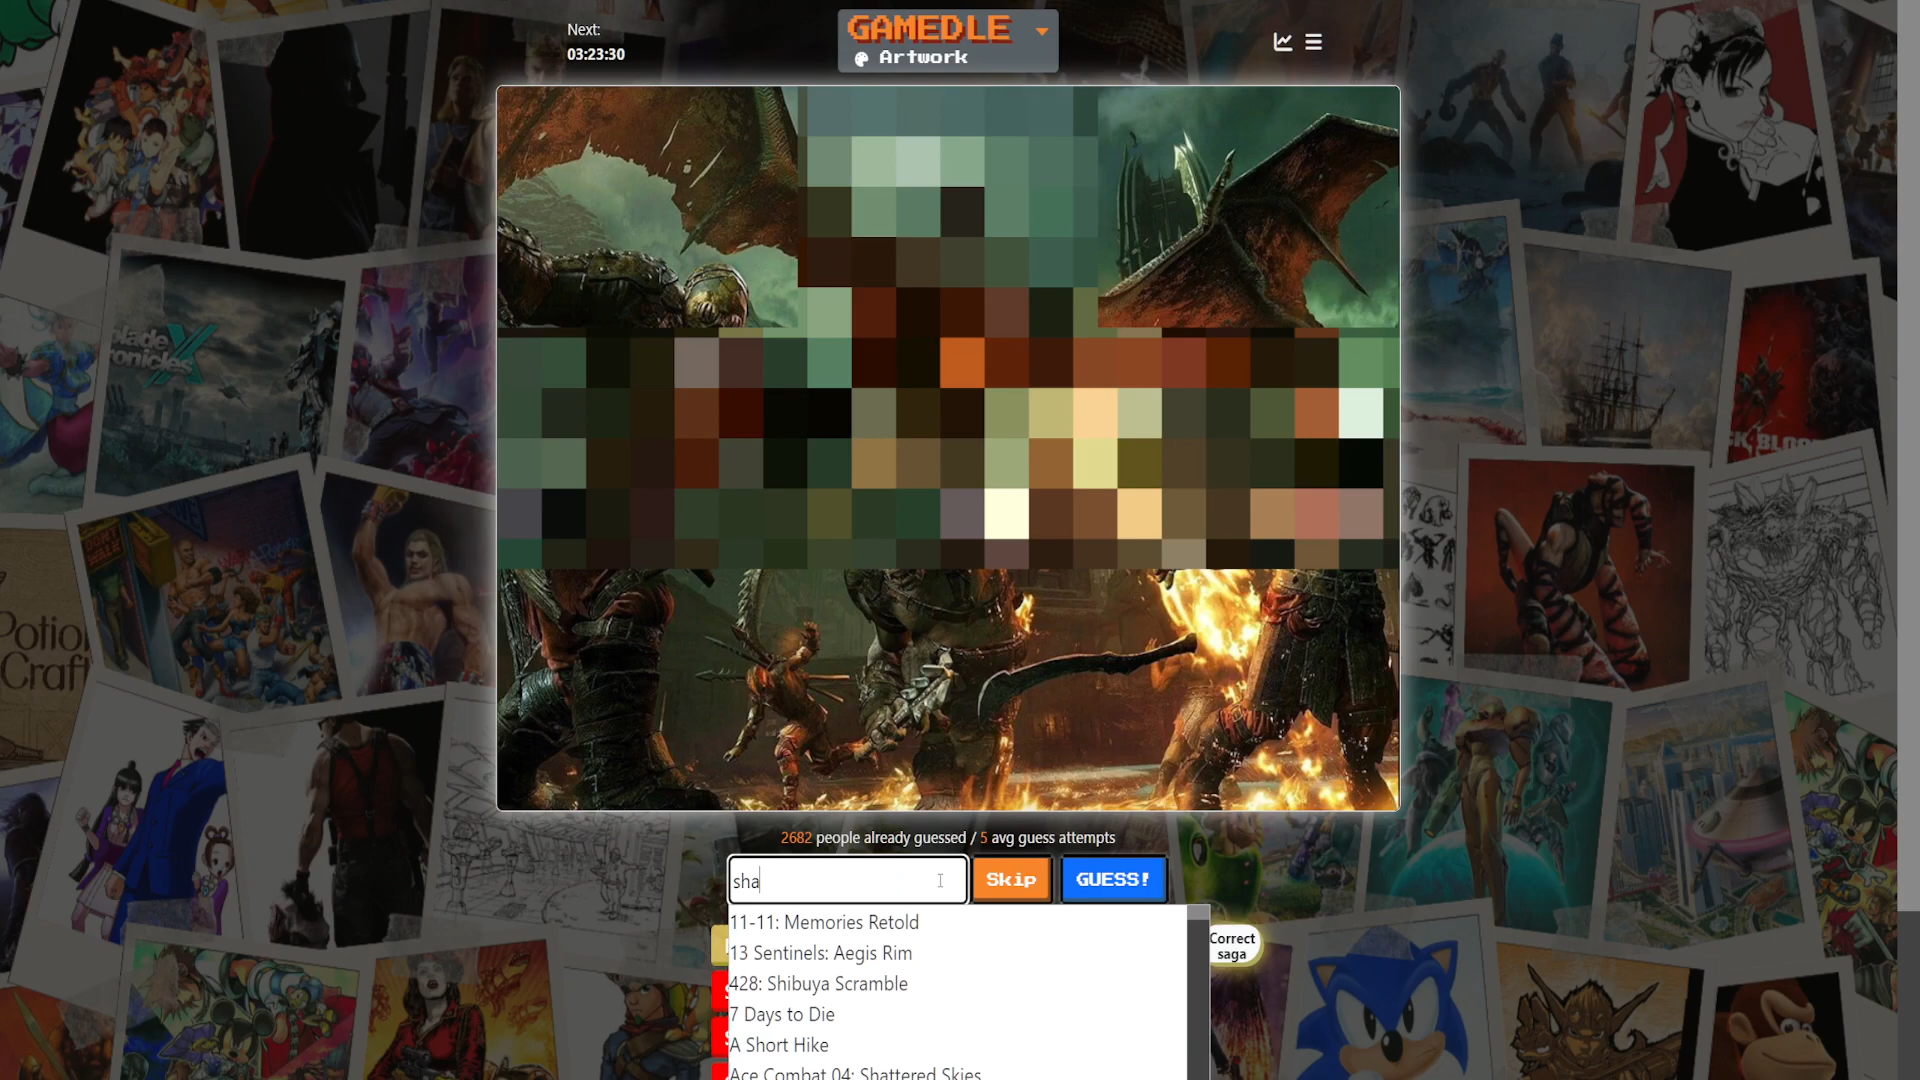 Next:
03:23:30
GAMEDLE
Artwork
2682 people already guessed / 5 avg guess attempts
sha
Skip
GUESS!
11-11: Memories Retold
13 Sentinels: Aegis Rim
428: Shibuya Scramble
7 Days to Die
A Short Hike
Ace Combat 04: Shattered Skies
Correct
saga
Potion
Craft